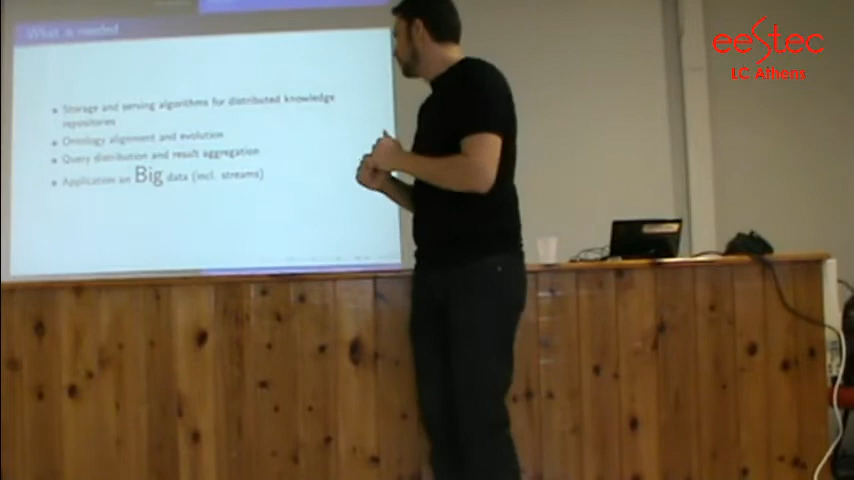 What is needed
Storage and serving algorithms for distributed knowledge
repositories
Ontology alignment and evolution
Query distribution and result aggregation
Application on Big data (incl. streams)
eestec
LC Athens